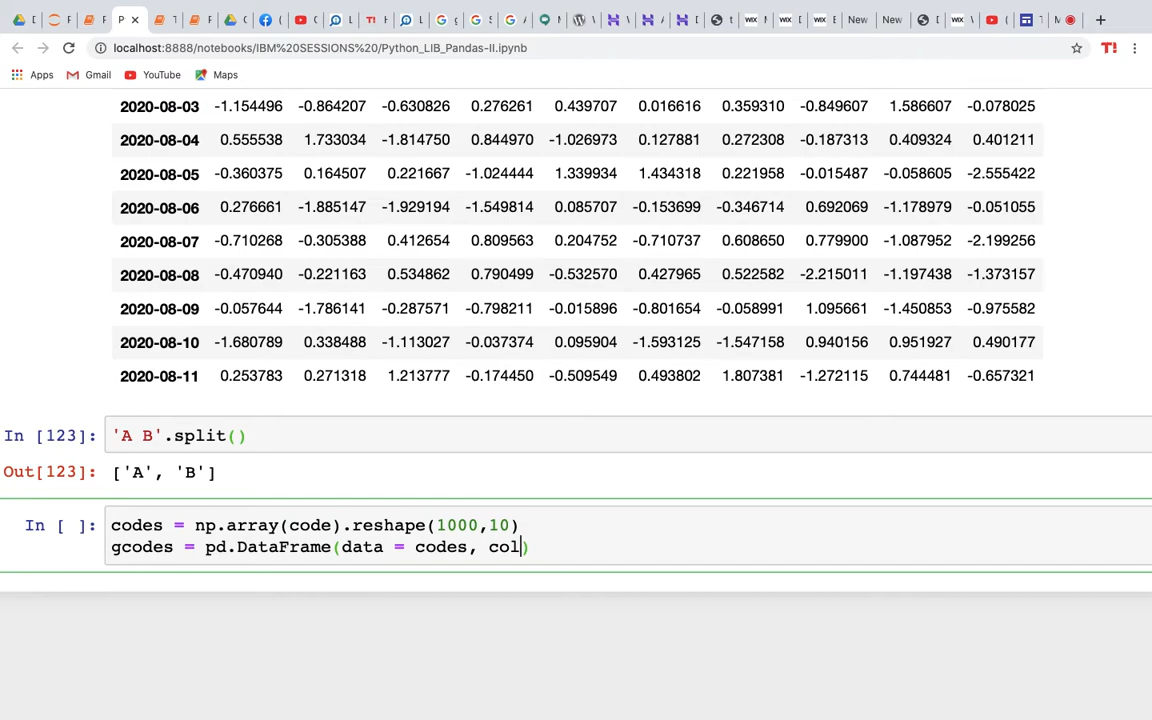 localhost:8888/notebooks/IBM%20SESSIONS%20/Python_LIB_Pandas-II.ipynb
Apps Gmail YouTube Maps
2020-08-03 -1.154496 -0.864207 -0.630826 0.276261 0.439707 0.016616 0.359310 -0.849607 1.586607 -0.078025
2020-08-04 0.555538 1.733034 -1.814750 0.844970 -1.026973 0.127881 0.272308 -0.187313 0.409324 0.401211
2020-08-05 -0.360375 0.164507 0.221667 -1.024444 1.339934 1.434318 0.221958 -0.015487 -0.058605 -2.555422
2020-08-06 0.276661 -1.885147 -1.929194 -1.549814 0.085707 -0.153699 -0.346714 0.692069 -1.178979 -0.051055
2020-08-07 -0.710268 -0.305388 0.412654 0.809563 0.204752 -0.710737 0.608650 0.779900 -1.087952 -2.199256
2020-08-08 -0.470940 -0.221163 0.534862 0.790499 -0.532570 0.427965 0.522582 -2.215011 -1.197438 -1.373157
2020-08-09 -0.057644 -1.786141 -0.287571 -0.798211 -0.015896 -0.801654 -0.058991 1.095661 -1.450853 -0.975582
2020-08-10 -1.680789 0.338488 -1.113027 -0.037374 0.095904 -1.593125 -1.547158 0.940156 0.951927 0.490177
2020-08-11 0.253783 0.271318 1.213777 -0.174450 -0.509549 0.493802 1.807381 -1.272115 0.744481 -0.657321
In [123]: 'A B'.split()
Out[123]: ['A', 'B']
In [ ]: codes = np.array(code).reshape(1000,10)
gcodes = pd.DataFrame(data = codes, col)